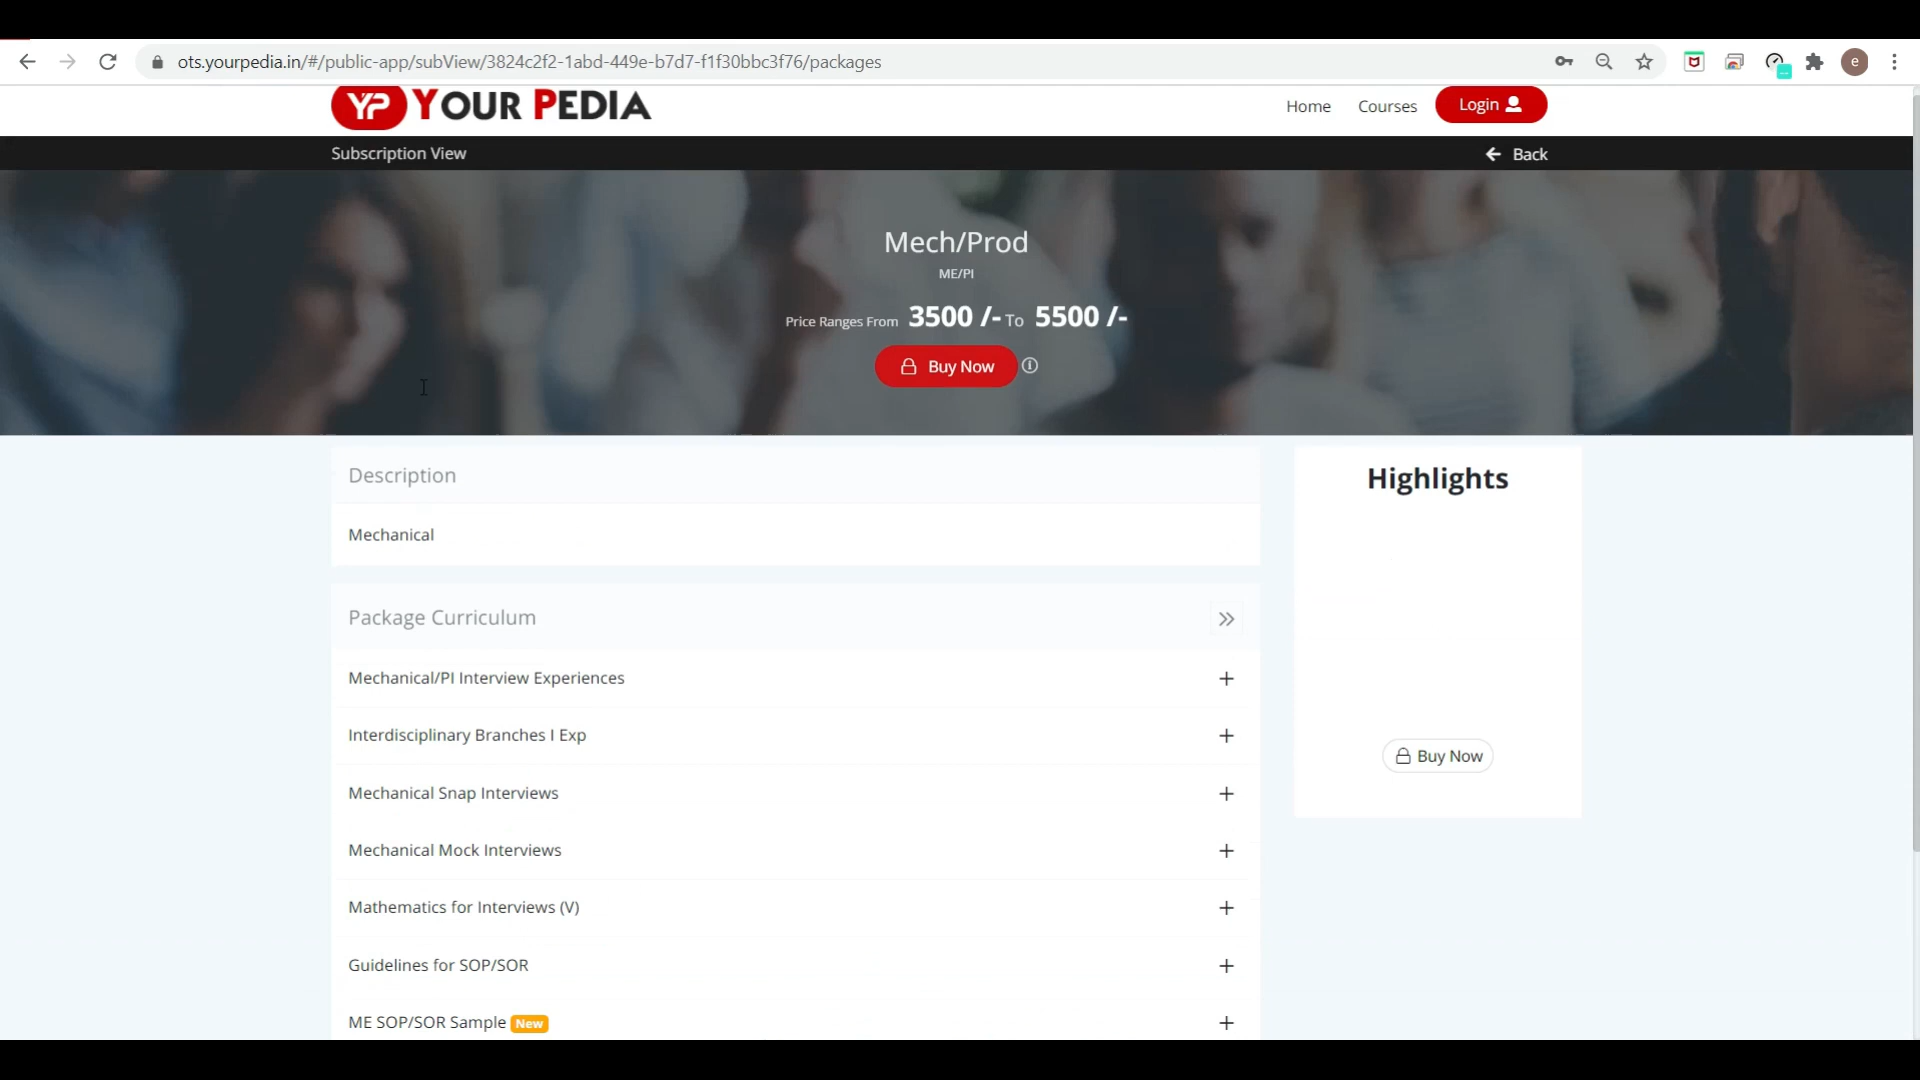 ots.yourpedia.in/#/public-app/subView/3824c2f2-1abd-449e-b7d7-f1f30bbc3f76/packages
e
YP YOUR PEDIA
Home Courses Login
Subscription View
Back
Mech/Prod
ME/PI
Price Ranges From 3500 /- To 5500 /-
Buy Now
Description
Mechanical
Highlights
Buy Now
Package Curriculum
Mechanical/PI Interview Experiences
Interdisciplinary Branches I Exp
Mechanical Snap Interviews
Mechanical Mock Interviews
Mathematics for Interviews (V)
Guidelines for SOP/SOR
ME SOP/SOR Sample New